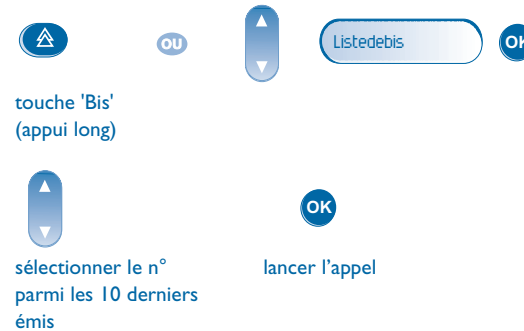 OU
Listedebis
OK
touche 'Bis'
(appui long)
OK
sélectionner le n°
parmi les 10 derniers
émis
lancer l'appel